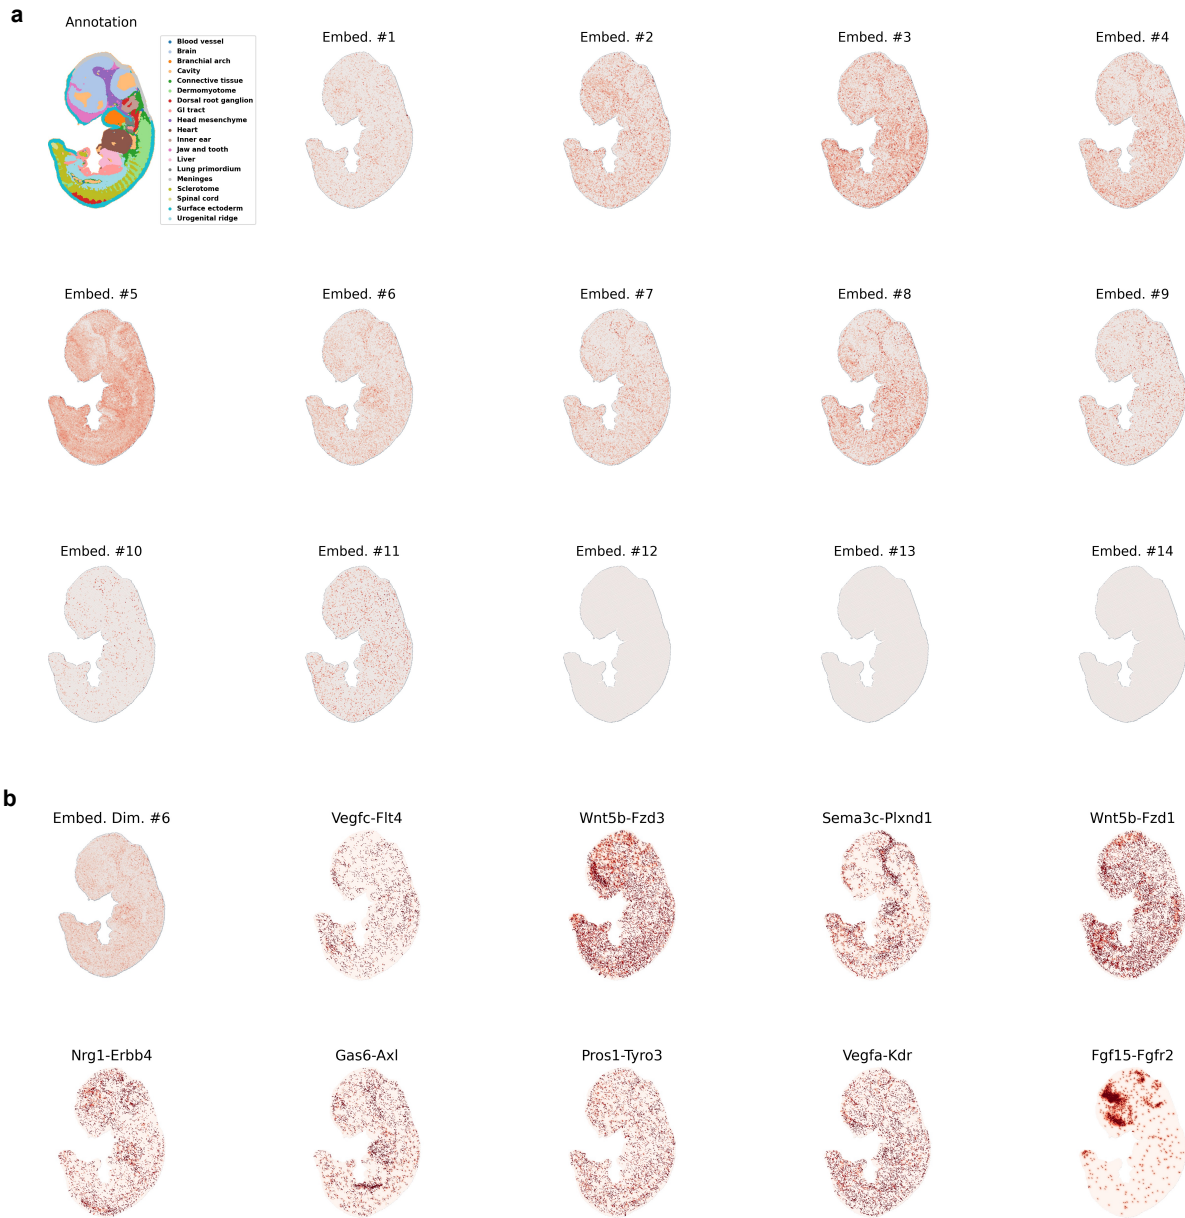 a
Annotation
Blood vessel
Brain
Branchial arch
Cavity
Connective tissue
Dermomyotome
Dorsal root ganglion
GI tract
Head mesenchyme
Heart
Inner ear
Jaw and tooth
Liver
Lung primordium
Meninges
Sclerotome
Spinal cord
Surface ectoderm
Urogenital ridge
Embed. #1
Embed. #2
Embed. #3
Embed. #4
Embed. #5
Embed. #6
Embed. #7
Embed. #8
Embed. #9
Embed. #10
Embed. #11
Embed. #12
Embed. #13
Embed. #14
b
Embed. Dim. #6
Vegfc-Flt4
Wnt5b-Fzd3
Sema3c-Plxnd1
Wnt5b-Fzd1
Nrg1-Erbb4
Gas6-Axl
Pros1-Tyro3
Vegfa-Kdr
Fgf15-Fgfr2